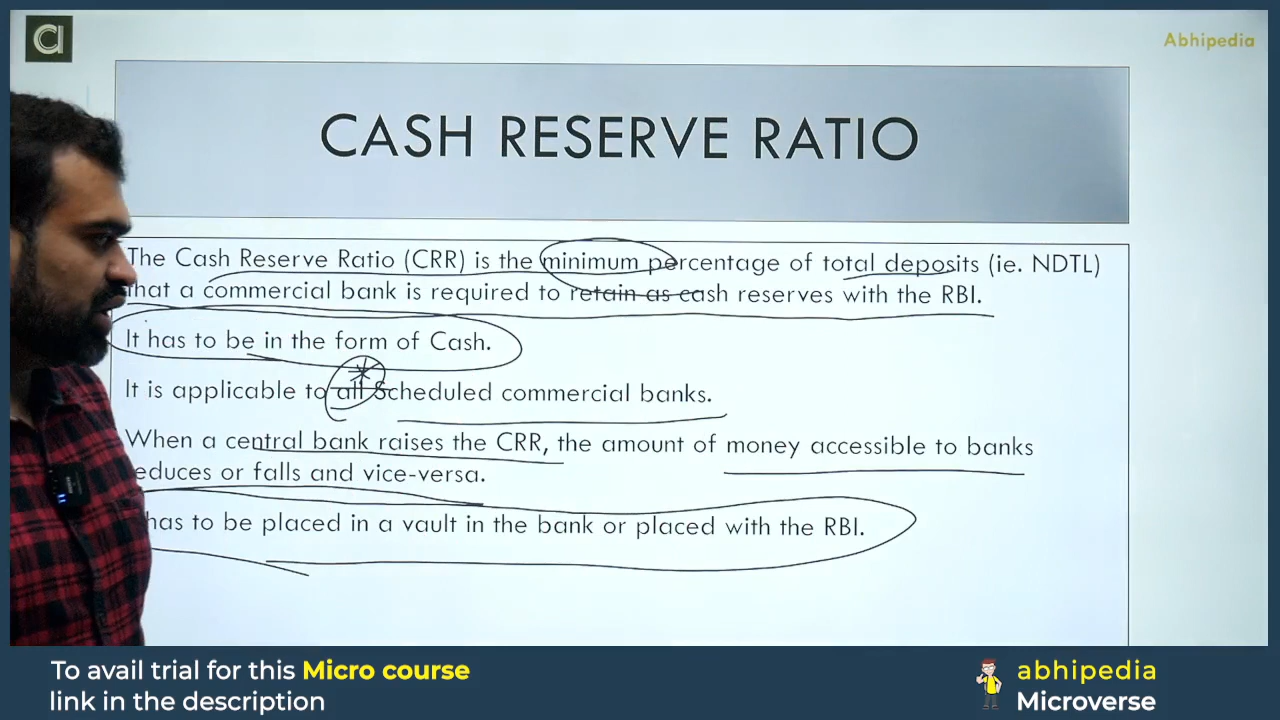 Abhipedia
CASH RESERVE RATIO
The Cash Reserve Ratio (CRR) is the minimum percentage of total deposits (ie. NDTL)
that a commercial bank is required to retain as cash reserves with the RBI.
It has to be in the form of Cash.
It is applicable to all Scheduled commercial banks.
When a central bank raises the CRR, the amount of money accessible to banks
reduces or falls and vice-versa.
has to be placed in a vault in the bank or placed with the RBI.
To avail trial for this Micro course
link in the description
abhipedia
Microverse